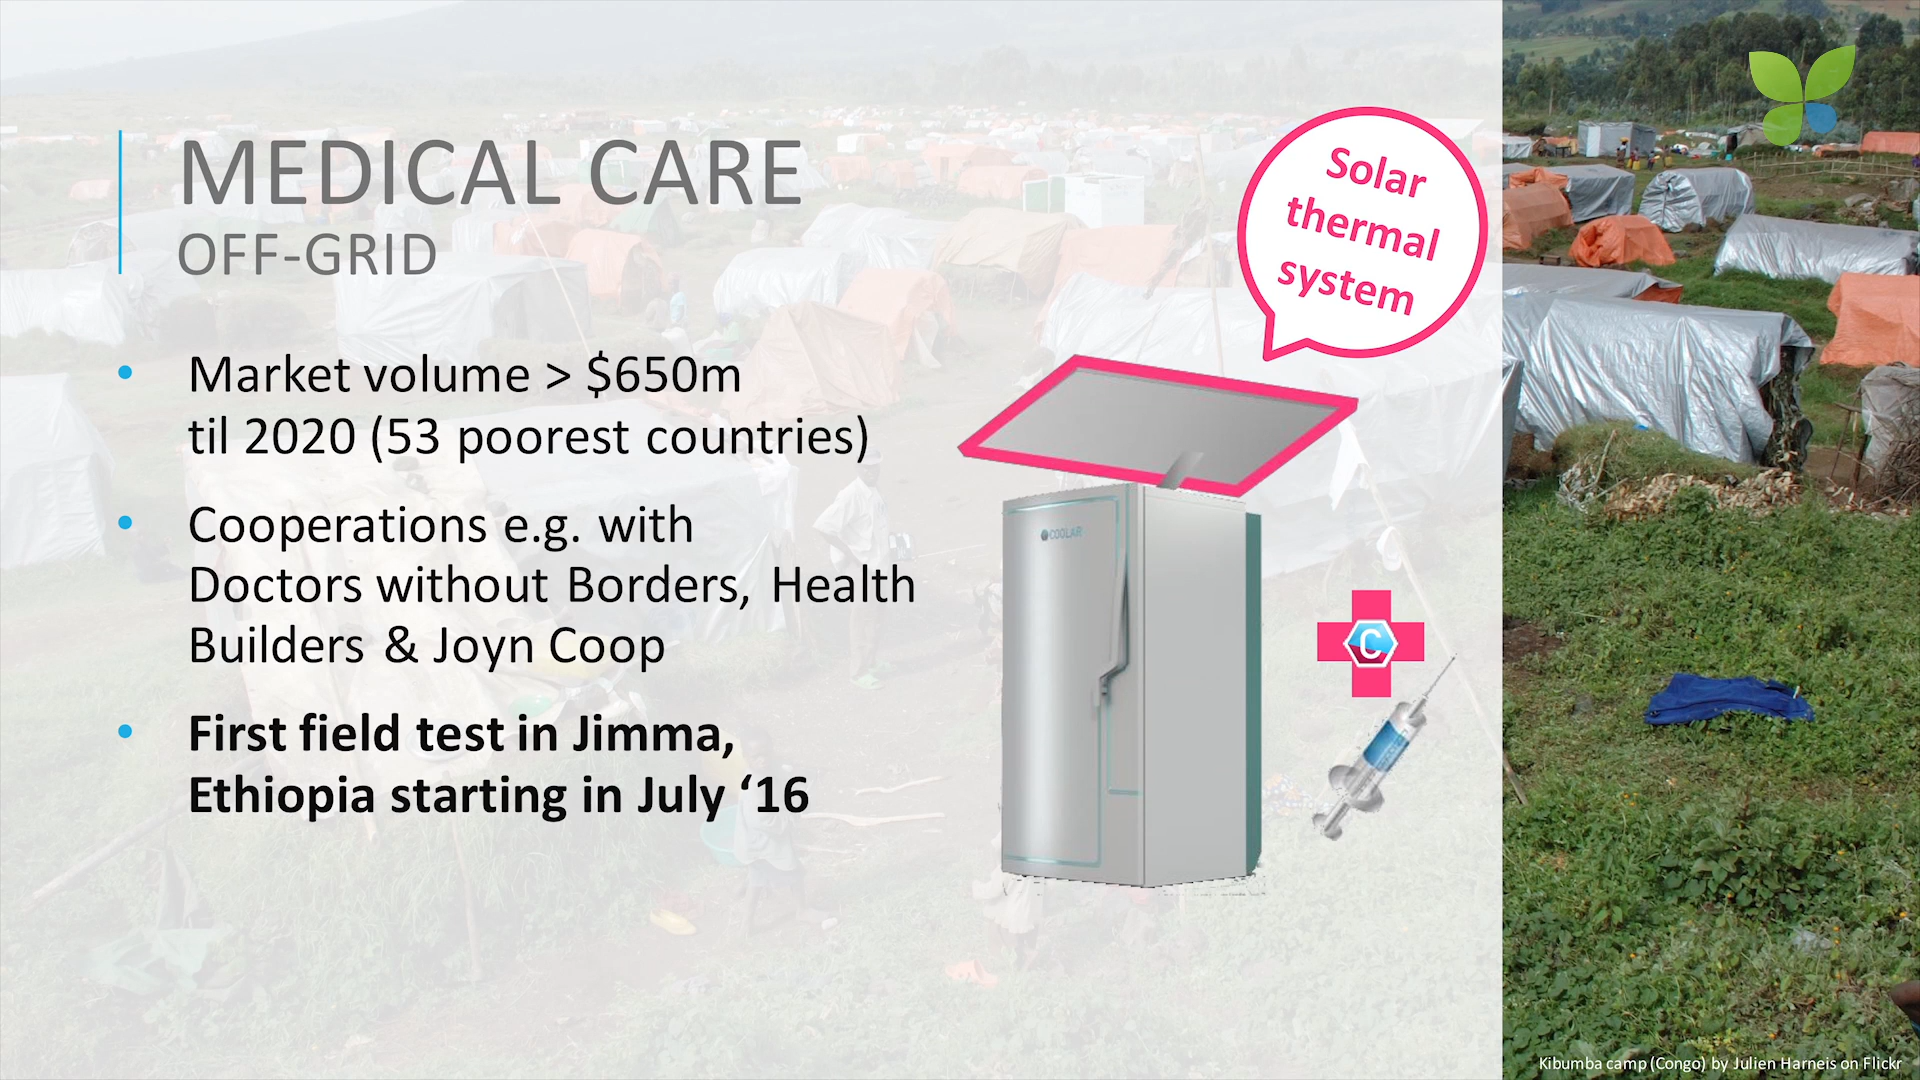 MEDICAL CARE
OFF-GRID
Solar
thermal
system
• Market volume > $650m
til 2020 (53 poorest countries)
• Cooperations e.g. with
Doctors without Borders, Health
Builders & Joyn Coop
• First field test in Jimma,
Ethiopia starting in July ‘16
COOLAR
C
Kibumba camp (Congo) by Julien Harneis on Flickr